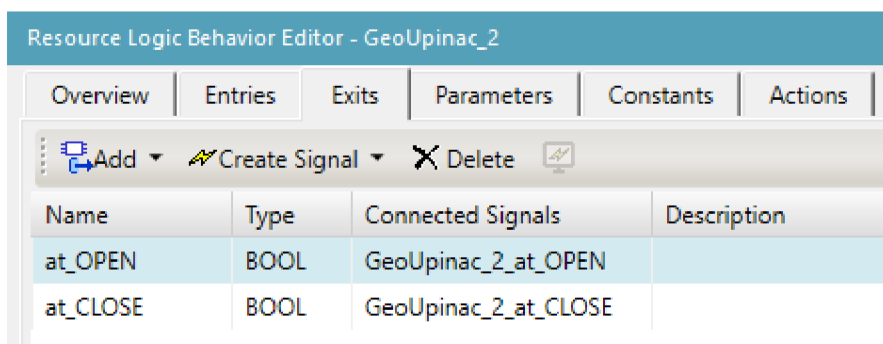 Resource Logic Behavior Editor - GeoUpinac_2
Overview Entries Exits Parameters Constants Actions
Add Create Signal Delete
Name Type Connected Signals Description
at_OPEN BOOL GeoUpinac_2_at_OPEN
at_CLOSE BOOL GeoUpinac_2_at_CLOSE